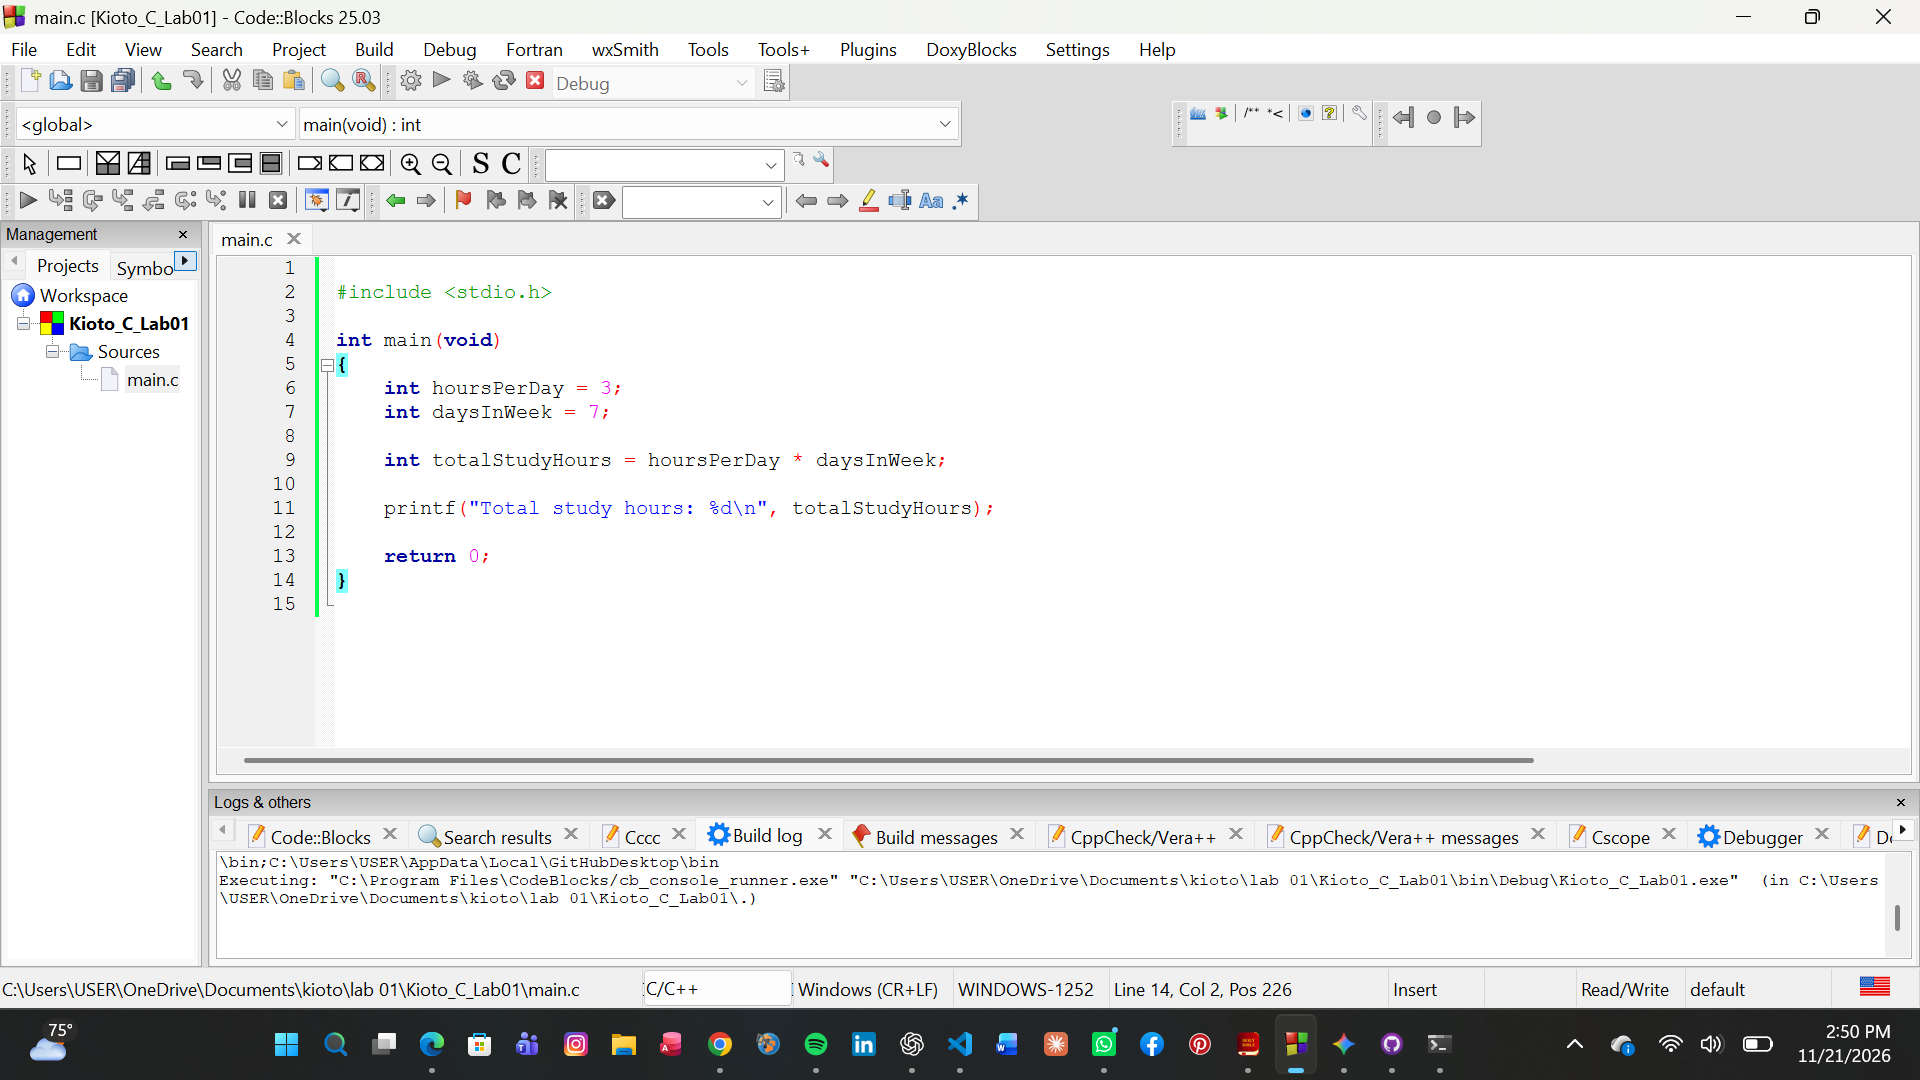 main.c [Kioto_C_Lab01] - Code::Blocks 25.03
File Edit View Search Project Build Debug Fortran wxSmith Tools Tools+ Plugins DoxyBlocks Settings Help
Debug
<global> main(void) : int /** *<
S C
Aa .*
Management
Projects Symbo
Workspace
Kioto_C_Lab01
Sources
main.c
main.c
1
2 #include <stdio.h>
3
4 int main(void)
5 {
6 int hoursPerDay = 3;
7 int daysInWeek = 7;
8
9 int totalStudyHours = hoursPerDay * daysInWeek;
10
11 printf("Total study hours: %d\n", totalStudyHours);
12
13 return 0;
14 }
15
Logs & others
Code::Blocks Search results Cccc Build log Build messages CppCheck/Vera++ CppCheck/Vera++ messages Cscope Debugger
\bin;C:\Users\USER\AppData\Local\GitHubDesktop\bin
Executing: "C:\Program Files\CodeBlocks/cb_console_runner.exe" "C:\Users\USER\OneDrive\Documents\kioto\lab 01\Kioto_C_Lab01\bin\Debug\Kioto_C_Lab01.exe" (in C:\Users
\USER\OneDrive\Documents\kioto\lab 01\Kioto_C_Lab01\.)
C:\Users\USER\OneDrive\Documents\kioto\lab 01\Kioto_C_Lab01\main.c C/C++ Windows (CR+LF) WINDOWS-1252 Line 14, Col 2, Pos 226 Insert Read/Write default
75°
2:50 PM
11/21/2026